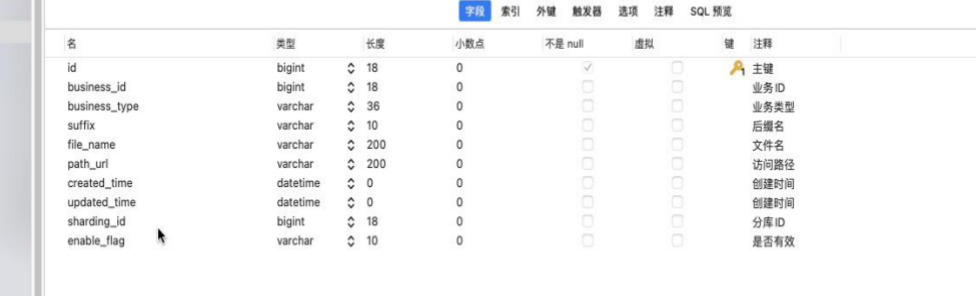 字段 索引 外键 触发器 选项 注释 SQL 预览
名 类型 长度 小数点 不是 null 虚拟 键 注释
id bigint 18 0 1 主键
business_id bigint 18 0 业务ID
business_type varchar 36 0 业务类型
suffix varchar 10 0 后缀名
file_name varchar 200 0 文件名
path_url varchar 200 0 访问路径
created_time datetime 0 0 创建时间
updated_time datetime 0 0 创建时间
sharding_id bigint 18 0 分库ID
enable_flag varchar 10 0 是否有效